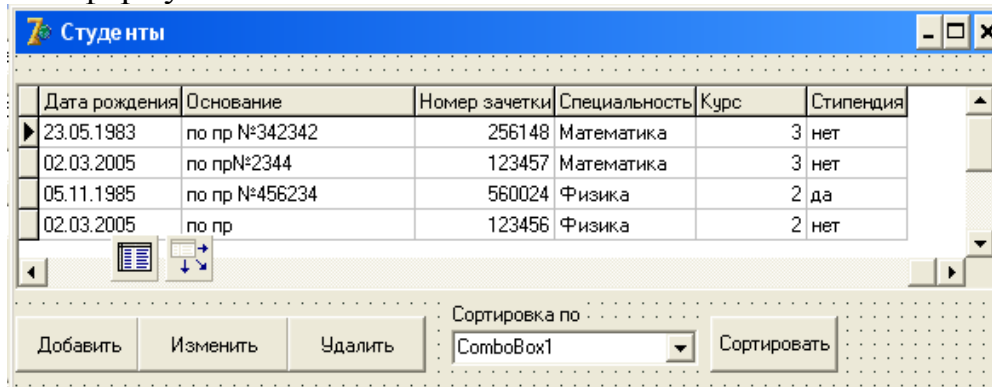 Студенты
Дата рождения Основание Номер зачетки Специальность Курс Стипендия
23.05.1983 по пр №342342 256148 Математика 3 нет
02.03.2005 по пр№2344 123457 Математика 3 нет
05.11.1985 по пр №456234 560024 Физика 2 да
02.03.2005 по пр 123456 Физика 2 нет
Сортировка по
Добавить Изменить Удалить ComboBox1 Сортировать